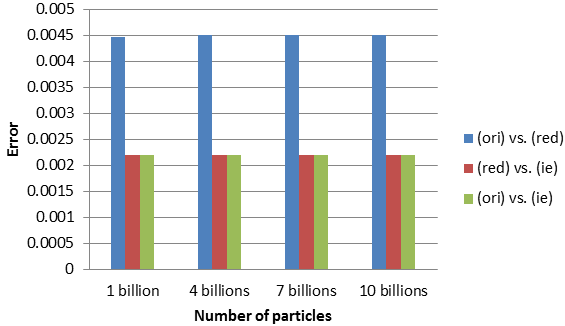 0.005
0.0045
0.004
0.0035
0.003
0.0025
0.002
0.0015
0.001
0.0005
0
Error
1 billion 4 billions 7 billions 10 billions
Number of particles
(ori) vs. (red)
(red) vs. (ie)
(ori) vs. (ie)